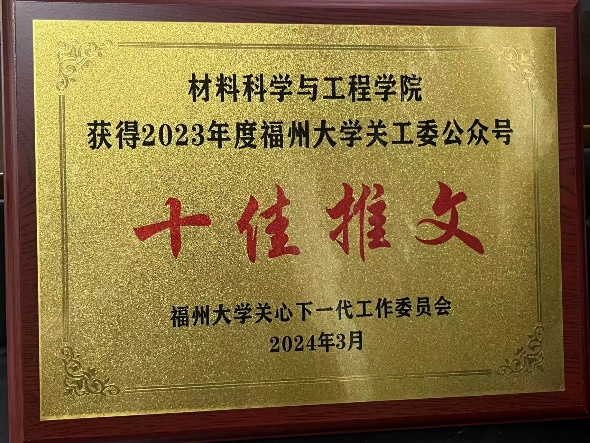 材料科学与工程学院
获得2023年度福州大学关工委公众号
十佳推文
福州大学关心下一代工作委员会
2024年3月